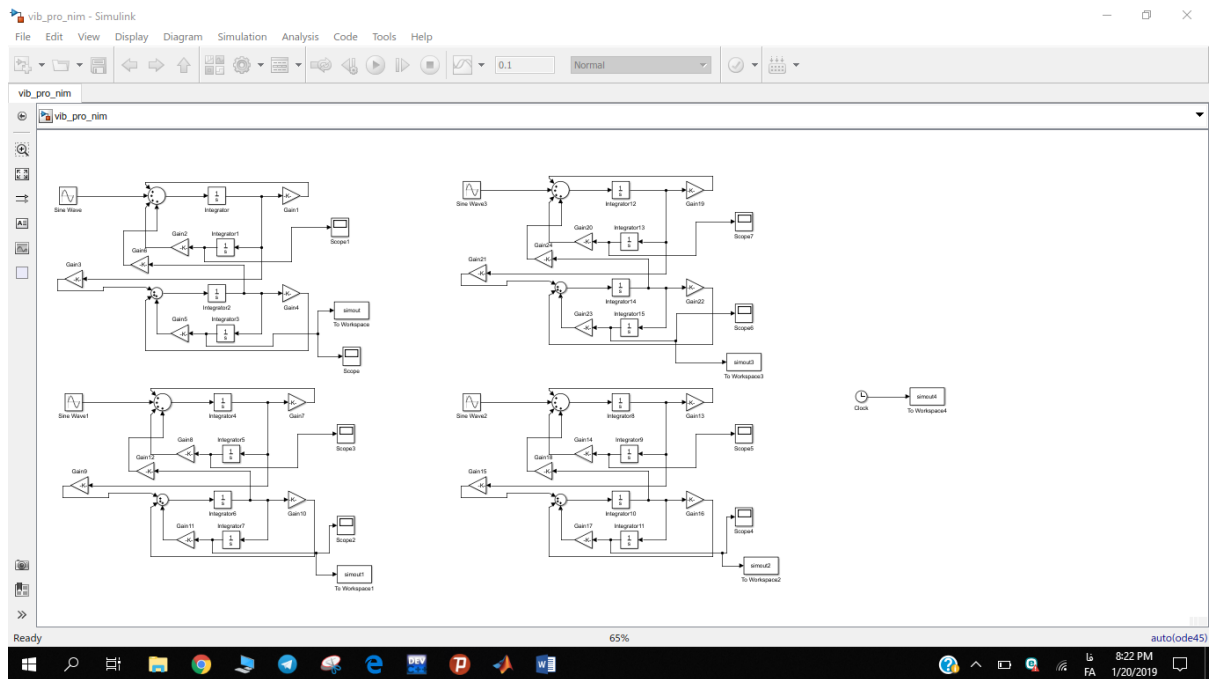 vib_pro_nim - Simulink
File Edit View Display Diagram Simulation Analysis Code Tools Help
0.1 Normal
vib_pro_nim
vib_pro_nim
Sine Wave
Integrator
Gain1
Gain2
Integrator1
Scope1
Gain6
Gain3
Integrator2
Gain4
simout
To Workspace
Gain5
Integrator3
Scope
Sine Wave3
Integrator12
Gain19
Gain20
Integrator13
Scope7
Gain24
Gain21
Integrator14
Gain22
Gain23
Integrator15
Scope6
simout3
To Workspace3
Sine Wave1
Integrator4
Gain7
Gain8
Integrator5
Scope3
Gain12
Gain9
Integrator6
Gain10
Gain11
Integrator7
Scope2
simout1
To Workspace1
Sine Wave2
Integrator8
Gain13
Gain14
Integrator9
Scope5
Gain18
Gain15
Integrator10
Gain16
Gain17
Integrator11
Scope4
simout2
To Workspace2
Clock
simout4
To Workspace4
Ready 65% auto(ode45)
DEV
فا 8:22 PM
FA 1/20/2019